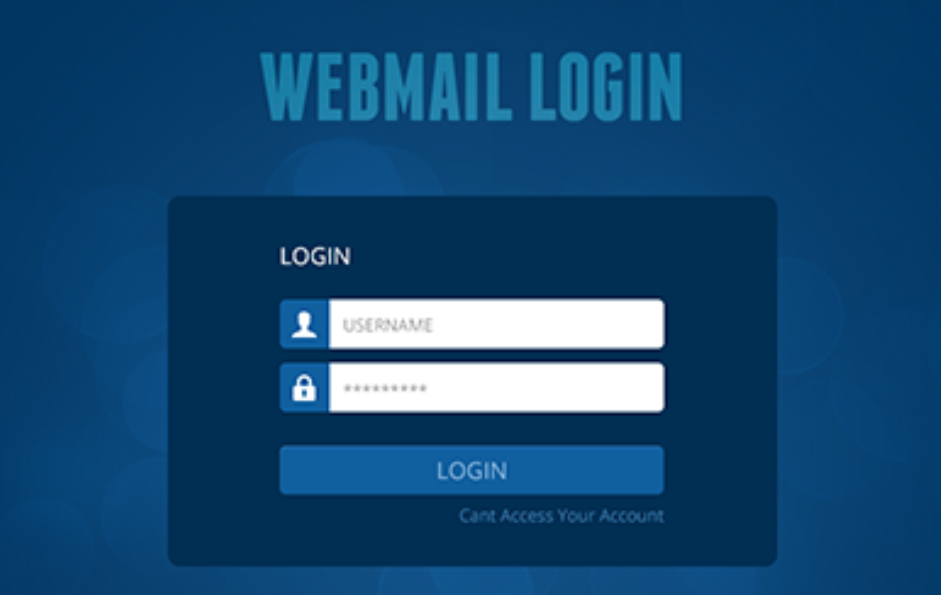 WEBMAIL LOGIN
LOGIN
USERNAME
*********
LOGIN
Cant Access Your Account